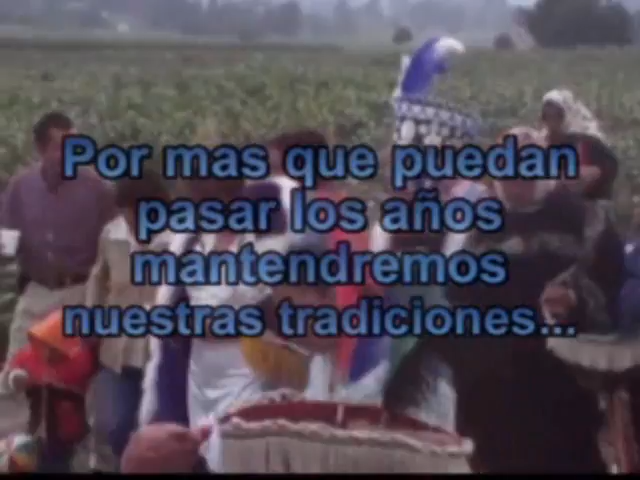 Por mas que puedan
pasar los años
mantendremos
nuestras tradiciones...